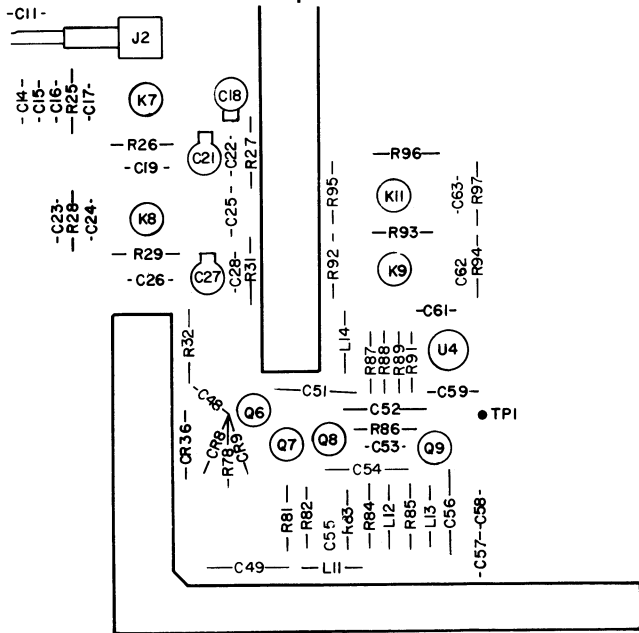 -C11-
J2
-C14-
-C15-
-C16-
R25
-C17-
K7
C18
R26
-C19-
C21
-C22-
R27
R96
R95
K11
-C63-
R97
-C23-
R28
-C24-
K8
-C25-
R93
R29
-C26-
C27
-C28-
R31
R92
K9
C62
R94
-C61-
R32
L14
R87
R88
R89
R91
U4
C48
C51
C59
Q6
C52
TP1
CR36
CR8
R78
CR9
Q7
Q8
R86
-C53-
Q9
C54
R81
R82
C55
R83
R84
L12
R85
L13
C56
-C57-
-C58-
C49
L11